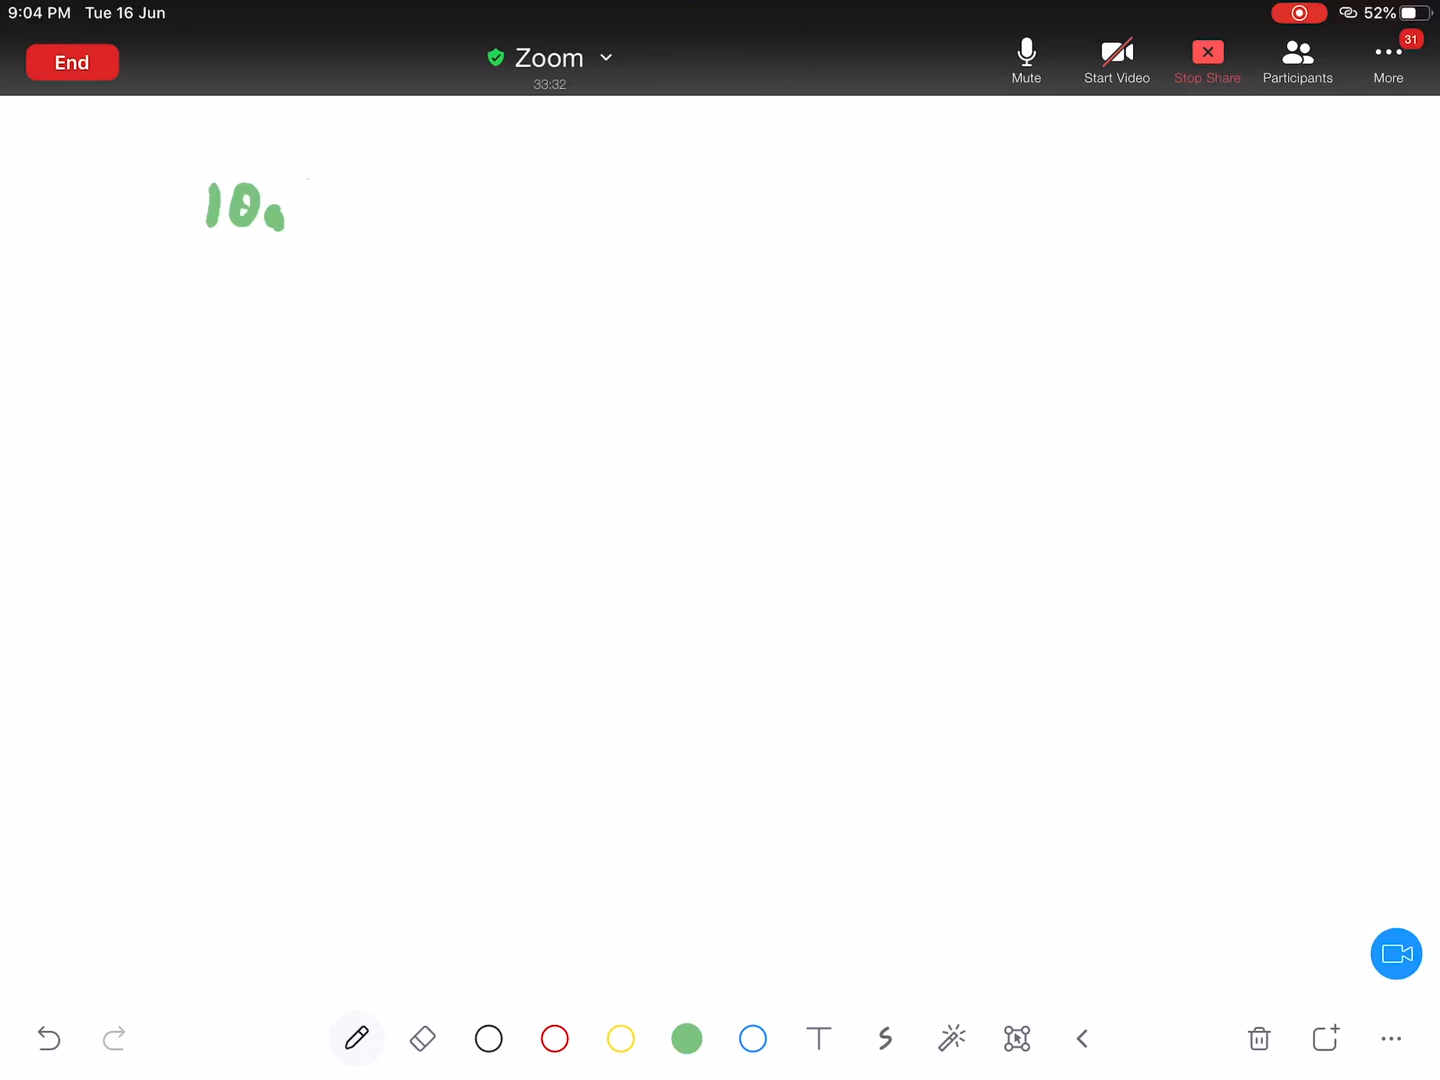 9:04 PM Tue 16 Jun 52%
End Zoom 33:32 Mute Start Video Stop Share Participants More 31
10.
T